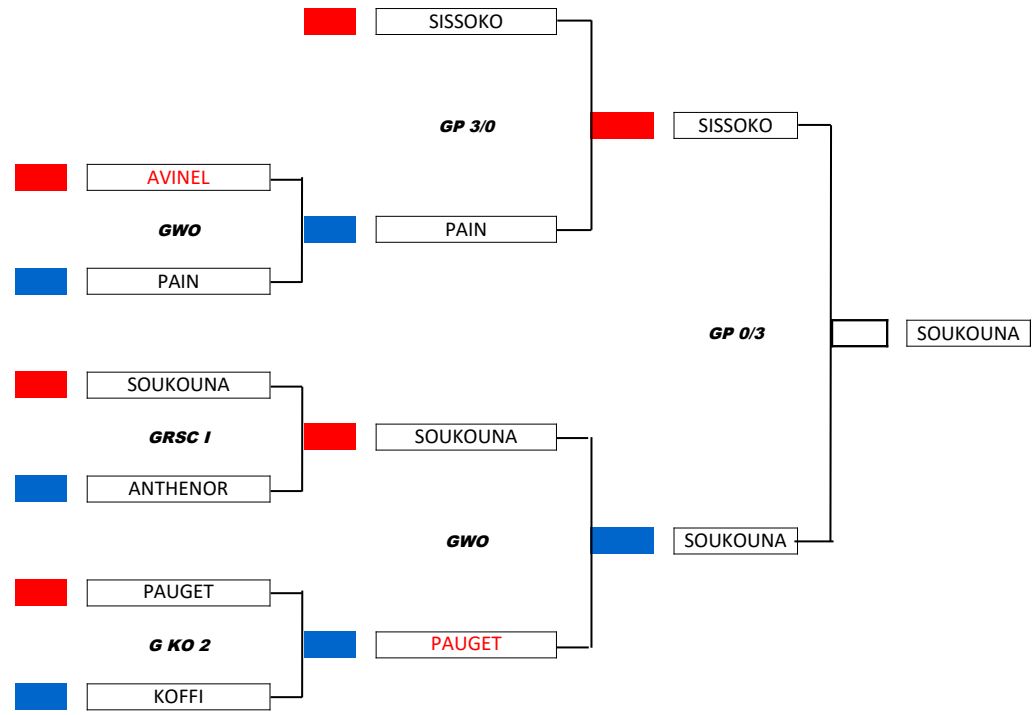 SISSOKO
GP 3/0
SISSOKO
AVINEL
GWO
PAIN
PAIN
GP 0/3
SOUKOUNA
SOUKOUNA
GRSC I
SOUKOUNA
ANTHENOR
GWO
SOUKOUNA
PAUGET
G KO 2
PAUGET
KOFFI